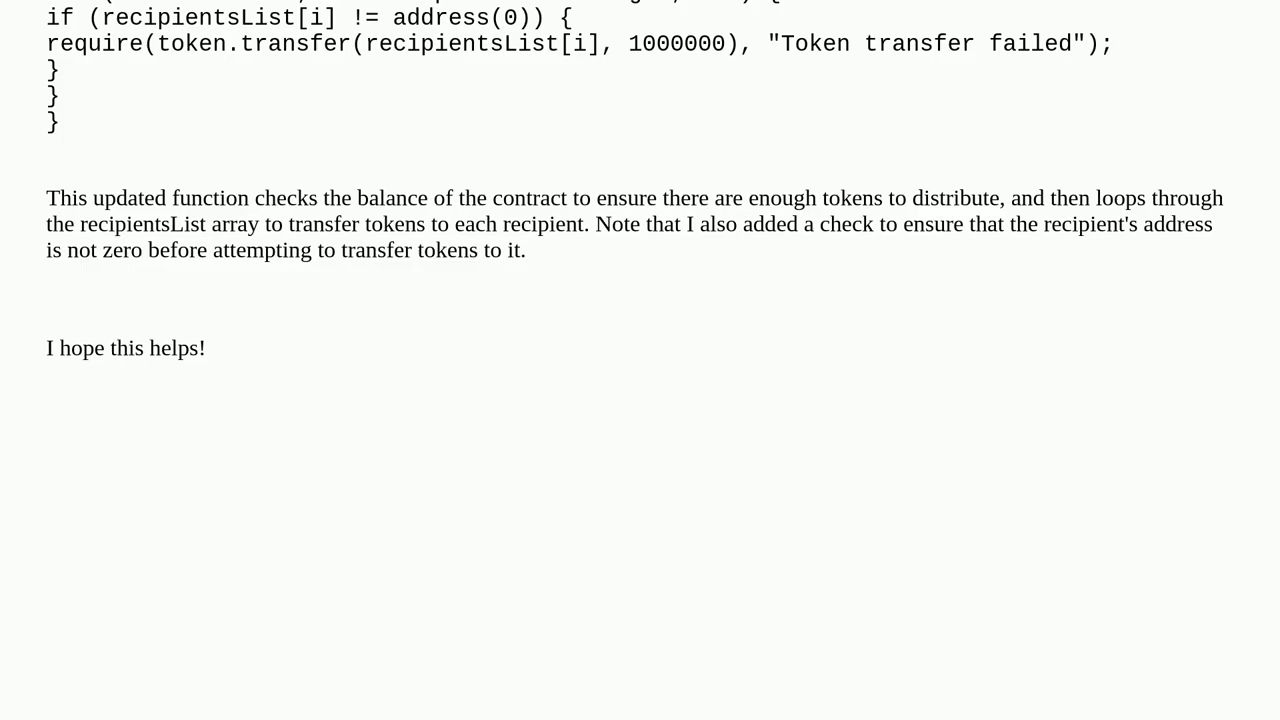 if (recipientsList[i] != address(0)) {
require(token.transfer(recipientsList[i], 1000000), "Token transfer failed");
}
}
}
This updated function checks the balance of the contract to ensure there are enough tokens to distribute, and then loops through
the recipientsList array to transfer tokens to each recipient. Note that I also added a check to ensure that the recipient's address
is not zero before attempting to transfer tokens to it.
I hope this helps!